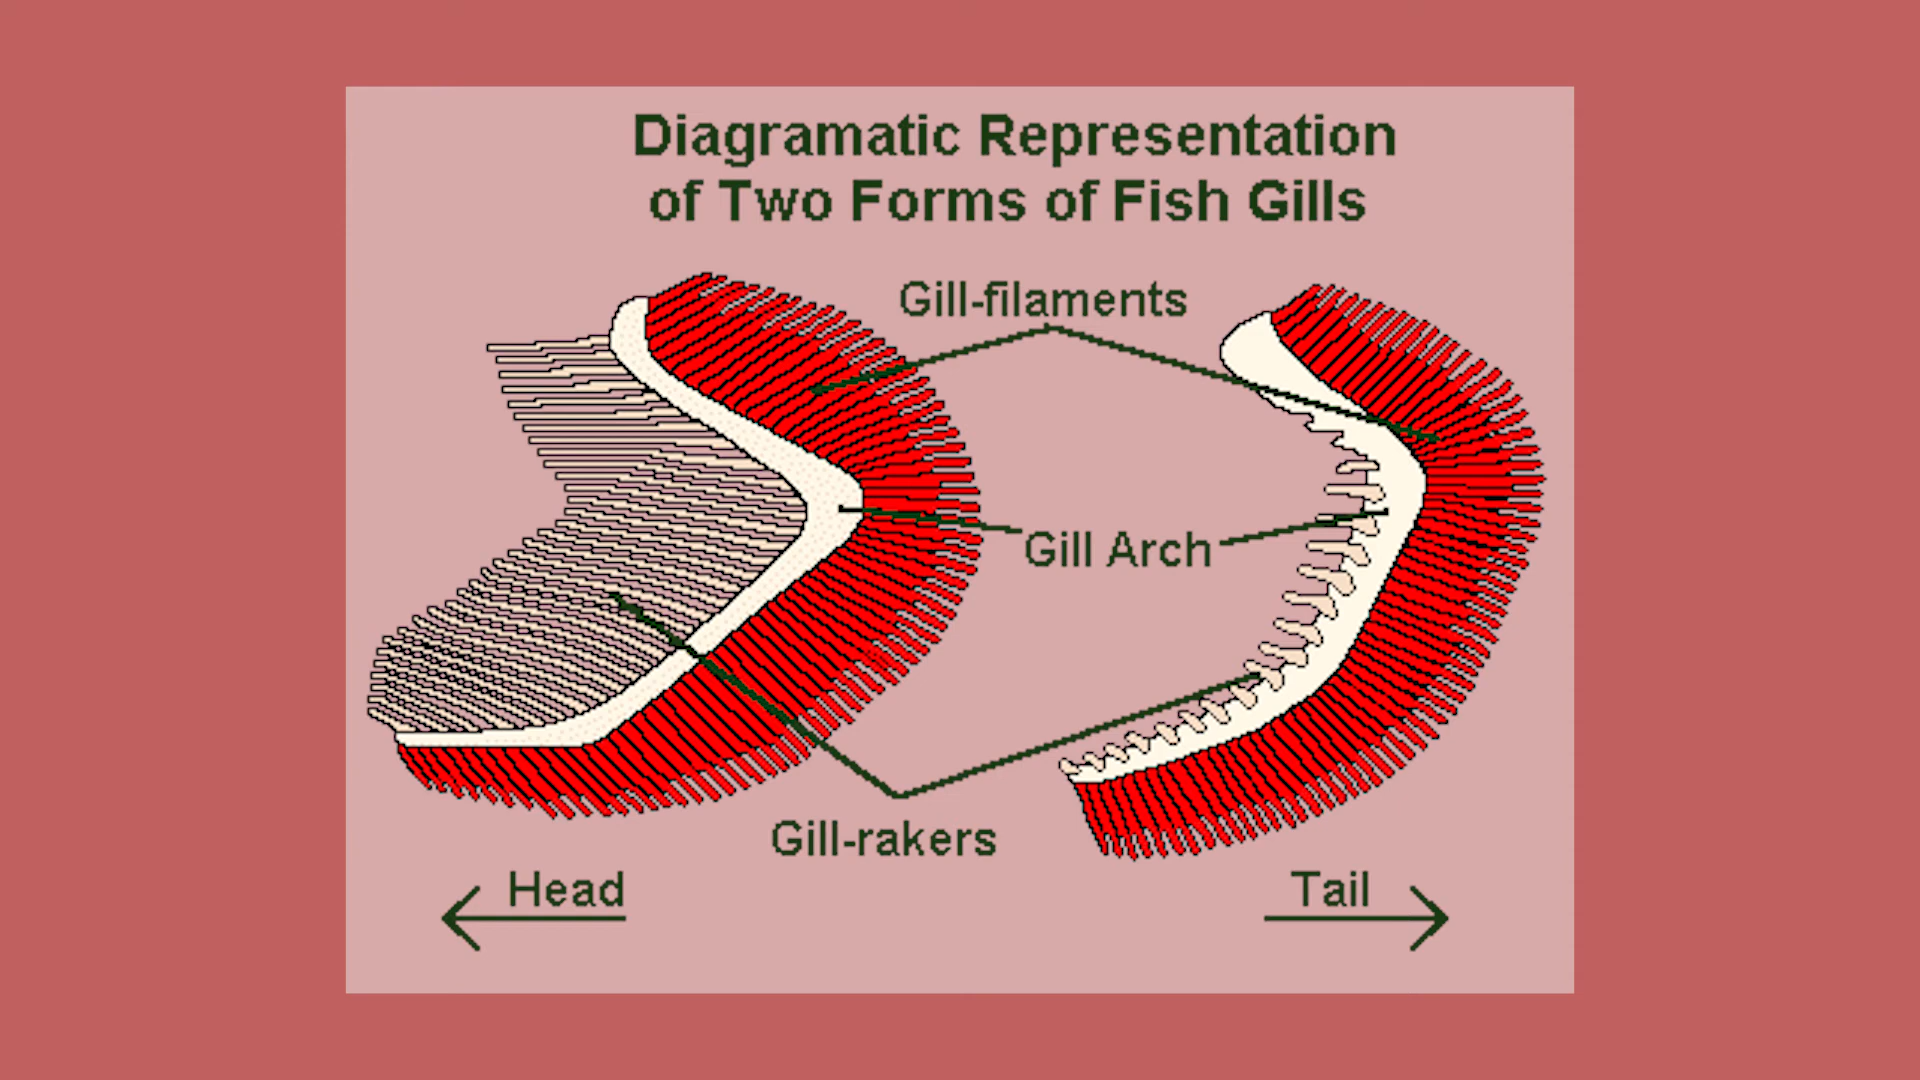 Diagramatic Representation
of Two Forms of Fish Gills
Gill-filaments
Gill Arch
Gill-rakers
Head
Tail